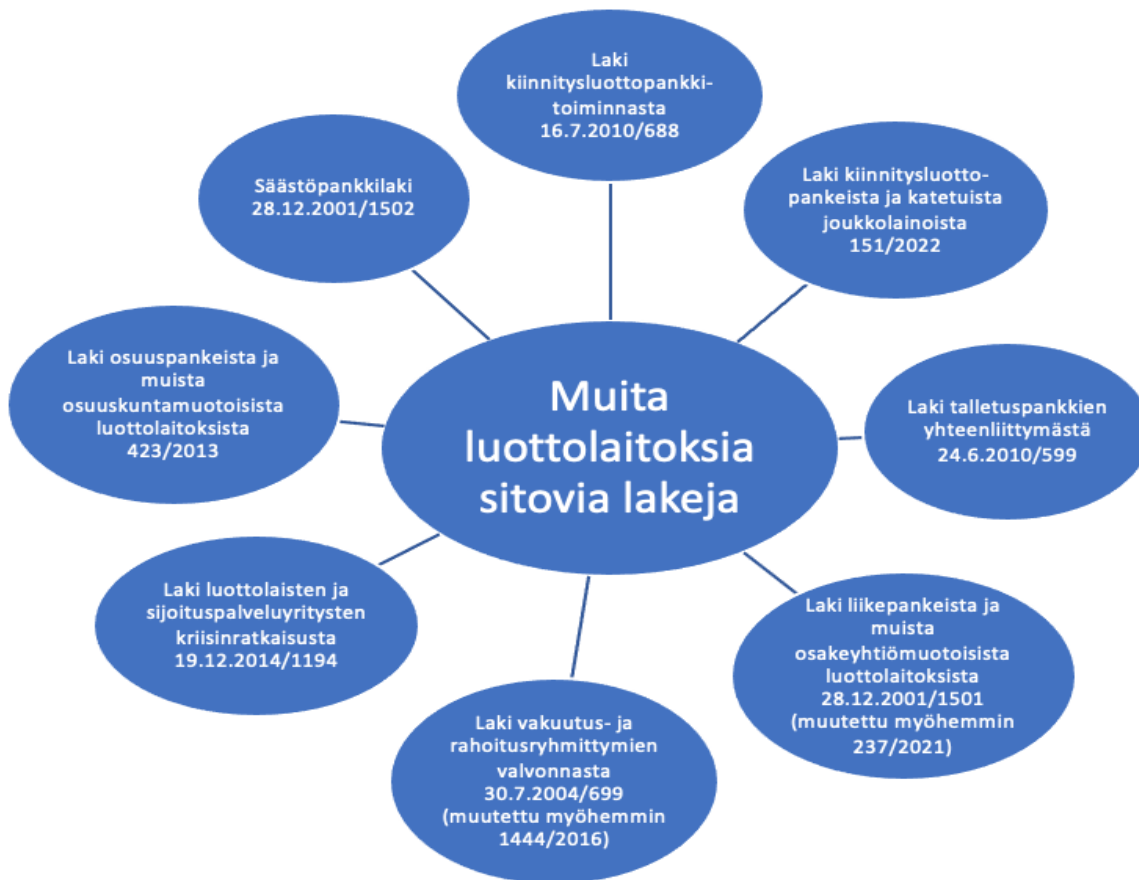 Laki
kiinnitysluottopankki-
toiminnasta
16.7.2010/688
Laki kiinnitysluotto-
pankeista ja katetuista
joukkolainoista
151/2022
Laki talletuspankkien
yhteenliittymästä
24.6.2010/599
Laki liikepankeista ja
muista
osakeyhtiömuotoisista
luottolaitoksista
28.12.2001/1501
(muutettu myöhemmin
237/2021)
Laki vakuutus- ja
rahoitusryhmittymien
valvonnasta
30.7.2004/699
(muutettu myöhemmin
1444/2016)
Laki luottolaisten ja
sijoituspalveluyritysten
kriisinratkaisusta
19.12.2014/1194
Laki osuuspankeista ja
muista
osuuskuntamuotoisista
luottolaitoksista
423/2013
Säästöpankkilaki
28.12.2001/1502
Muita
luottolaitoksia
sitovia lakeja